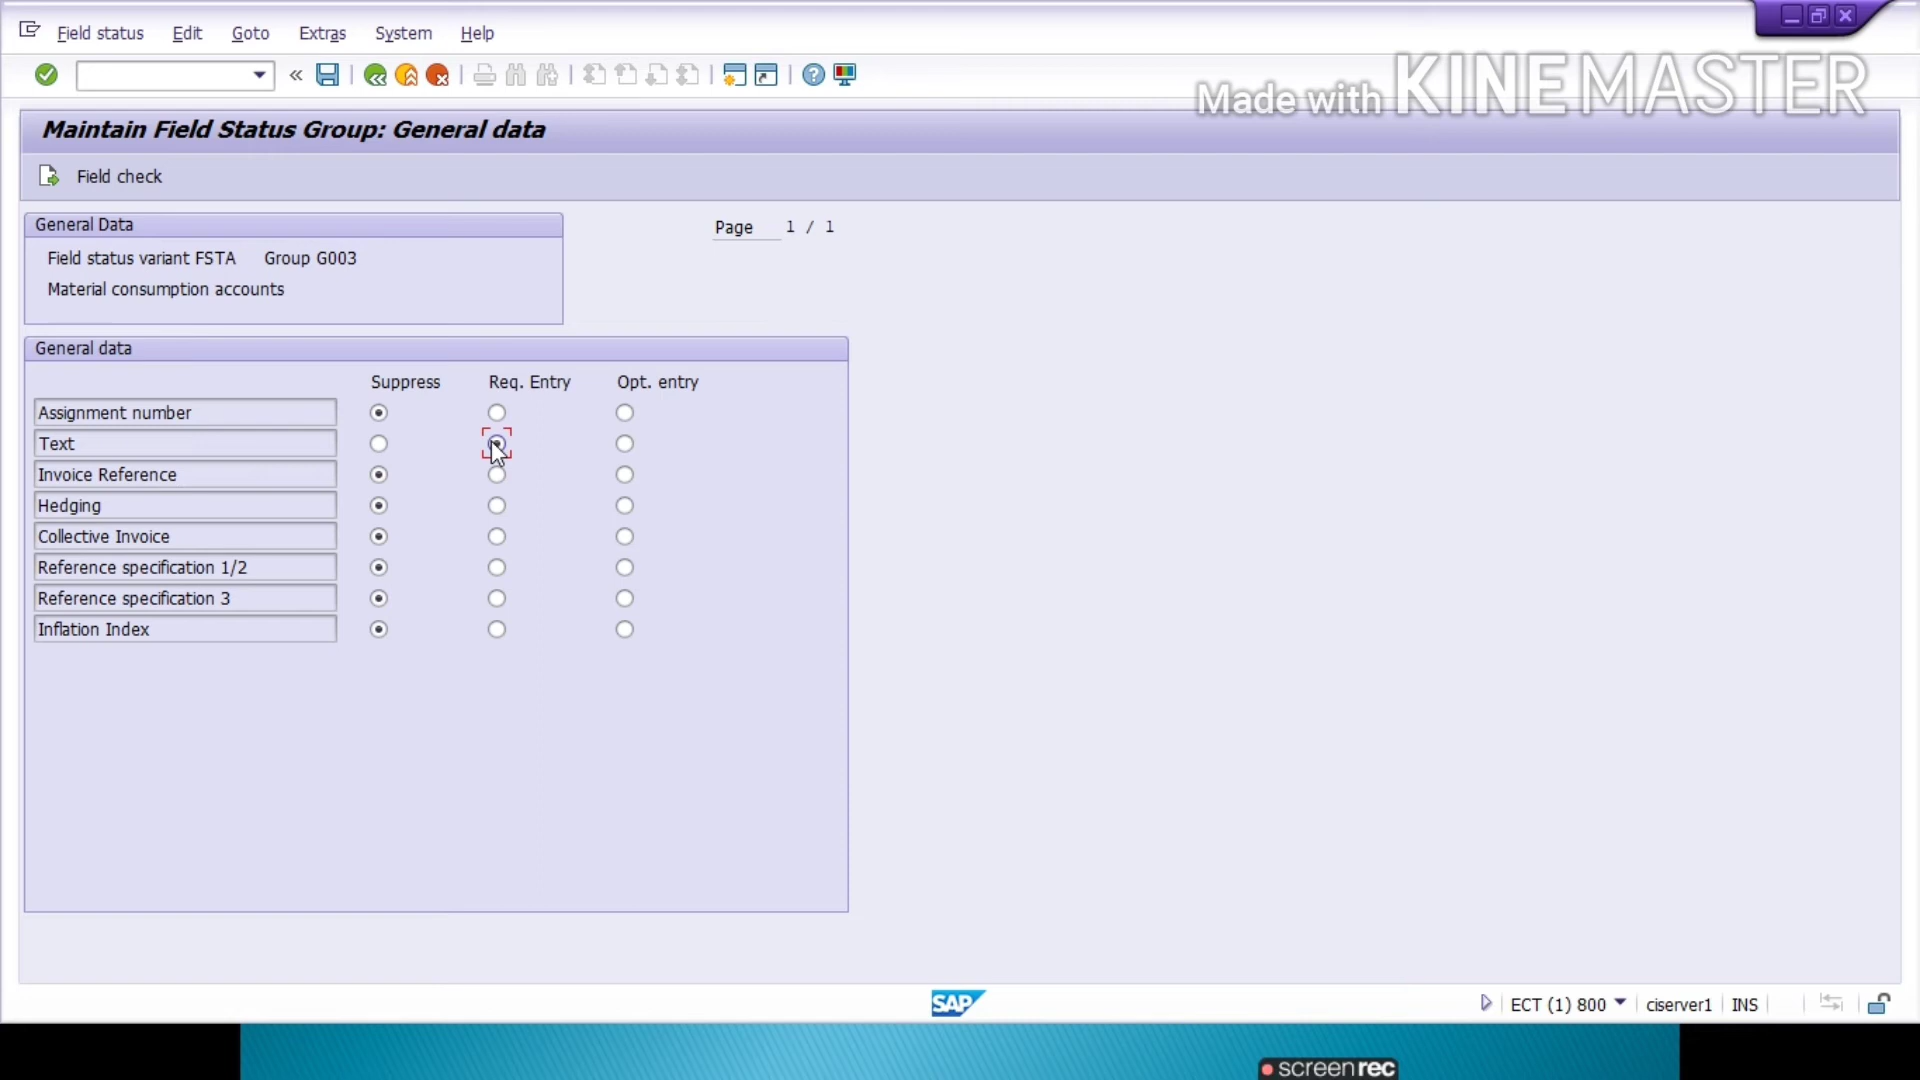 Field status Edit Goto Extras System Help
Made with KINEMASTER
Maintain Field Status Group: General data
Field check
General Data
Page 1 / 1
Field status variant FSTA Group G003
Material consumption accounts
General data
Suppress Req. Entry Opt. entry
Assignment number
Text
Invoice Reference
Hedging
Collective Invoice
Reference specification 1/2
Reference specification 3
Inflation Index
SAP
ECT (1) 800 ciserver1 INS
screenrec